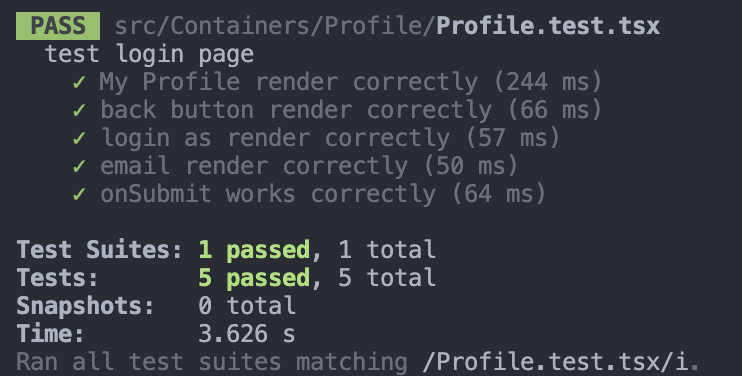 PASS src/Containers/Profile/Profile.test.tsx
test login page
✓ My Profile render correctly (244 ms)
✓ back button render correctly (66 ms)
✓ login as render correctly (57 ms)
✓ email render correctly (50 ms)
✓ onSubmit works correctly (64 ms)
Test Suites: 1 passed, 1 total
Tests: 5 passed, 5 total
Snapshots: 0 total
Time: 3.626 s
Ran all test suites matching /Profile.test.tsx/i.